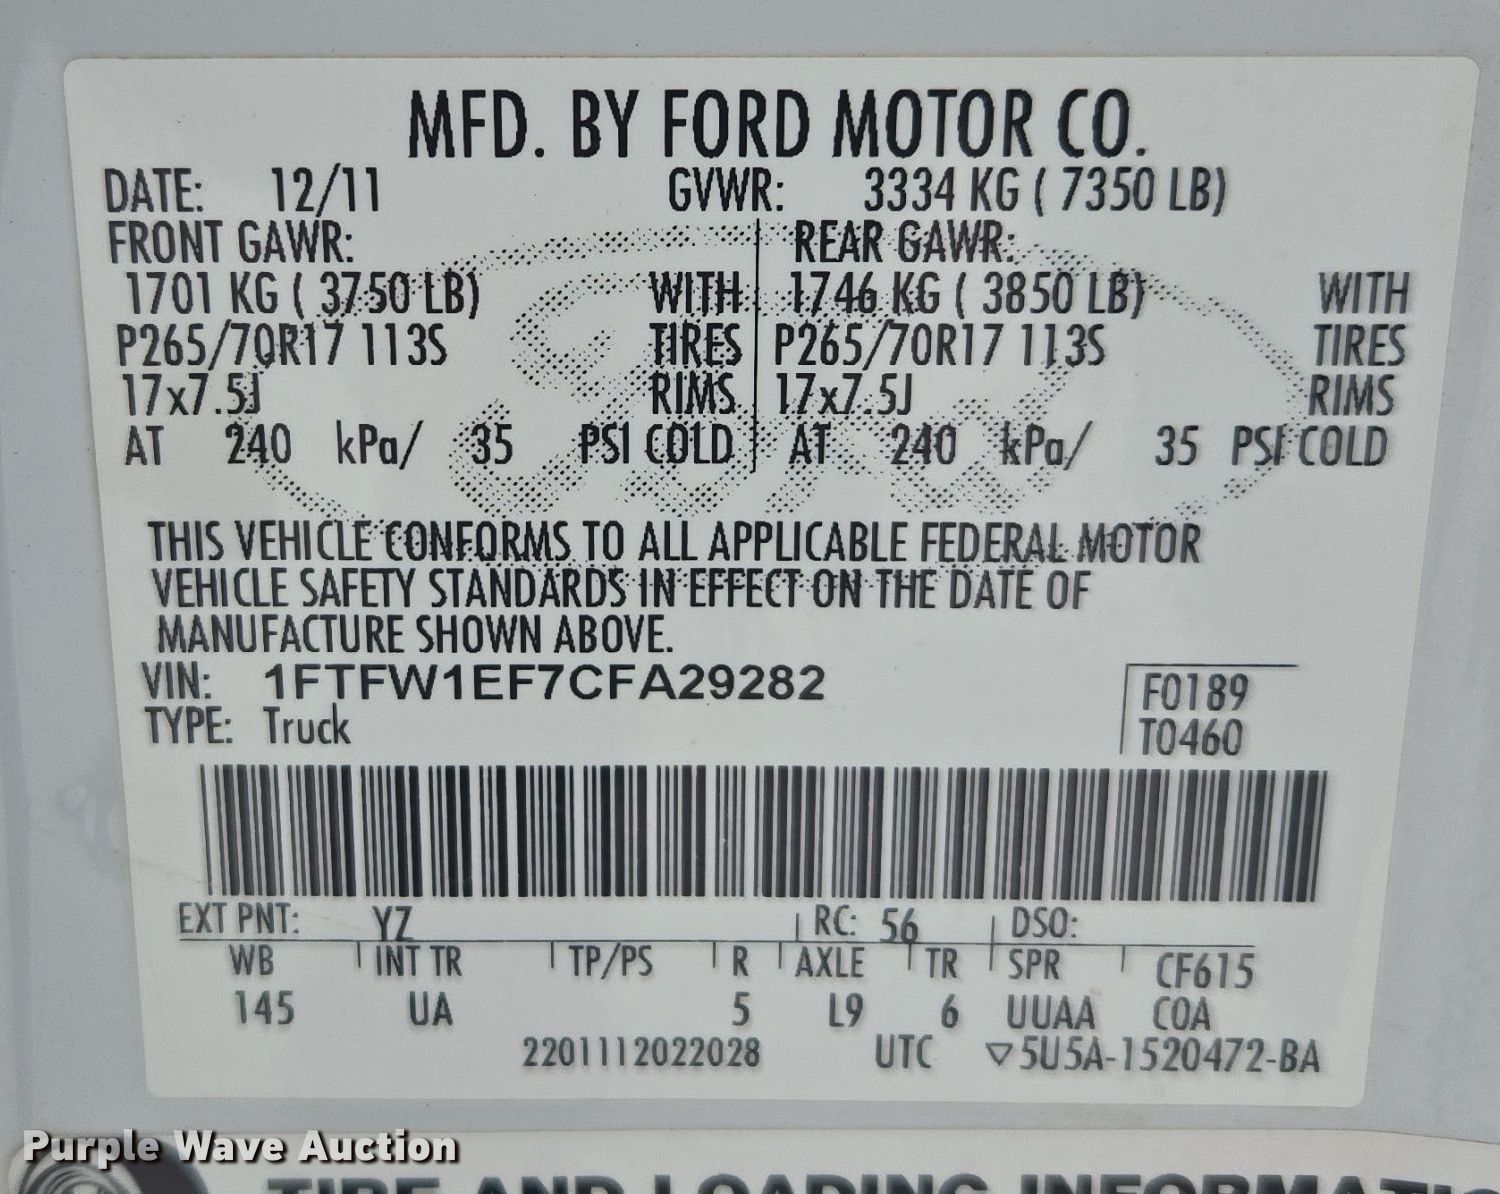 MFD. BY FORD MOTOR CO.
DATE: 12/11 GVWR: 3334 KG ( 7350 LB)
FRONT GAWR: REAR GAWR:
1701 KG ( 3750 LB) WITH 1746 KG ( 3850 LB) WITH
P265/70R17 113S TIRES P265/70R17 113S TIRES
17x7.5J RIMS 17x7.5J RIMS
AT 240 kPa/ 35 PSI COLD AT 240 kPa/ 35 PSI COLD
THIS VEHICLE CONFORMS TO ALL APPLICABLE FEDERAL MOTOR
VEHICLE SAFETY STANDARDS IN EFFECT ON THE DATE OF
MANUFACTURE SHOWN ABOVE.
VIN: 1FTFW1EF7CFA29282 F0189
TYPE: Truck T0460
EXT PNT: YZ RC: 56 DSO:
WB INT TR TP/PS R AXLE TR SPR CF615
145 UA 5 L9 6 UUAA COA
2201112022028 UTC ▽5U5A-1520472-BA
Purple Wave Auction
TIRE AND LOADING INFORMATIO